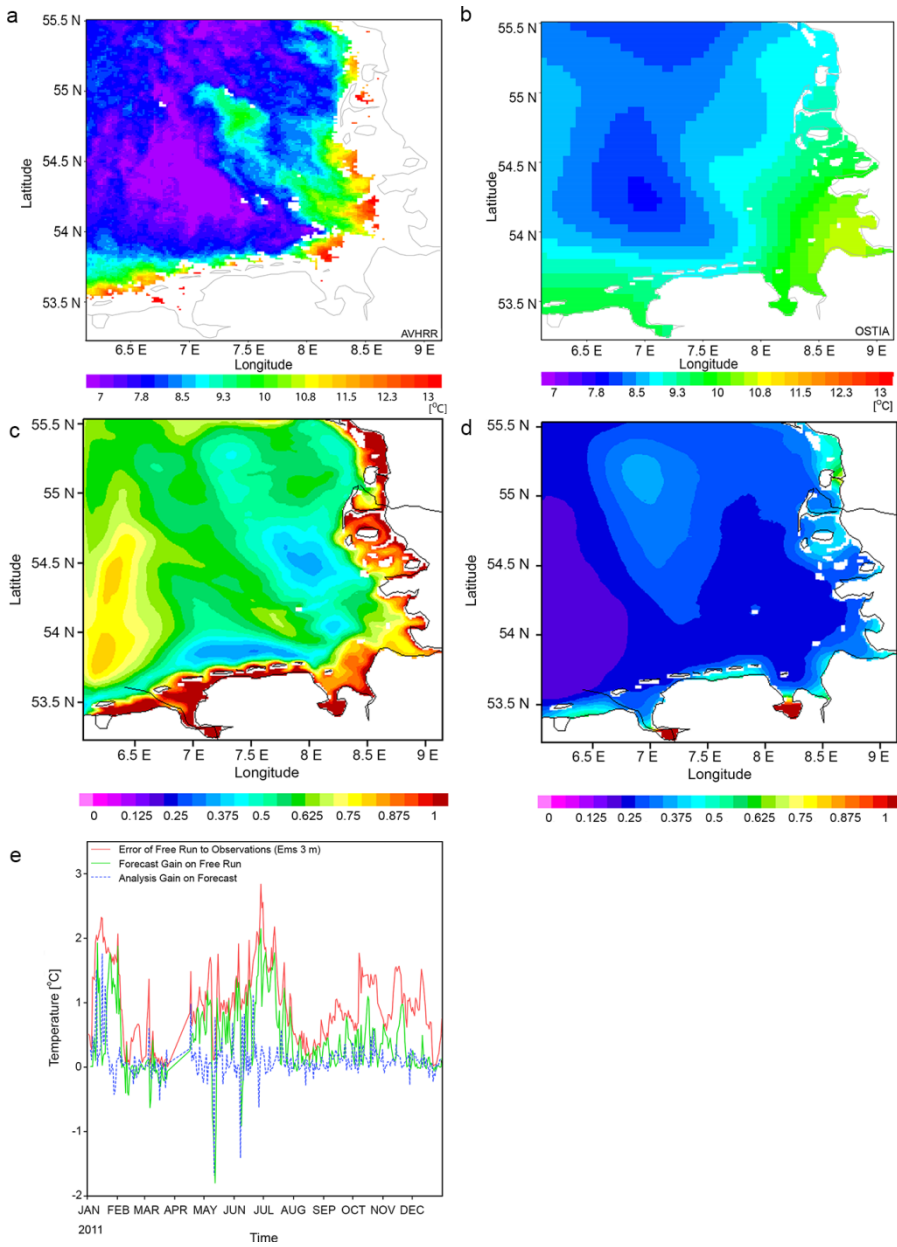 a
55.5 N
55 N
54.5 N
54 N
53.5 N
Latitude
AVHRR
6.5 E 7 E 7.5 E 8 E 8.5 E 9 E
Longitude
7 7.8 8.5 9.3 10 10.8 11.5 12.3 13
[°C]
b
55.5 N
55 N
54.5 N
54 N
53.5 N
Latitude
OSTIA
6.5 E 7 E 7.5 E 8 E 8.5 E 9 E
Longitude
7 7.8 8.5 9.3 10 10.8 11.5 12.3 13
[°C]
c
55.5 N
55 N
54.5 N
54 N
53.5 N
Latitude
6.5 E 7 E 7.5 E 8 E 8.5 E 9 E
Longitude
0 0.125 0.25 0.375 0.5 0.625 0.75 0.875 1
d
55.5 N
55 N
54.5 N
54 N
53.5 N
Latitude
6.5 E 7 E 7.5 E 8 E 8.5 E 9 E
Longitude
0 0.125 0.25 0.375 0.5 0.625 0.75 0.875 1
e
Error of Free Run to Observations (Ems 3 m)
Forecast Gain on Free Run
Analysis Gain on Forecast
3
2
1
0
-1
-2
Temperature [°C]
JAN FEB MAR APR MAY JUN JUL AUG SEP OCT NOV DEC
2011
Time